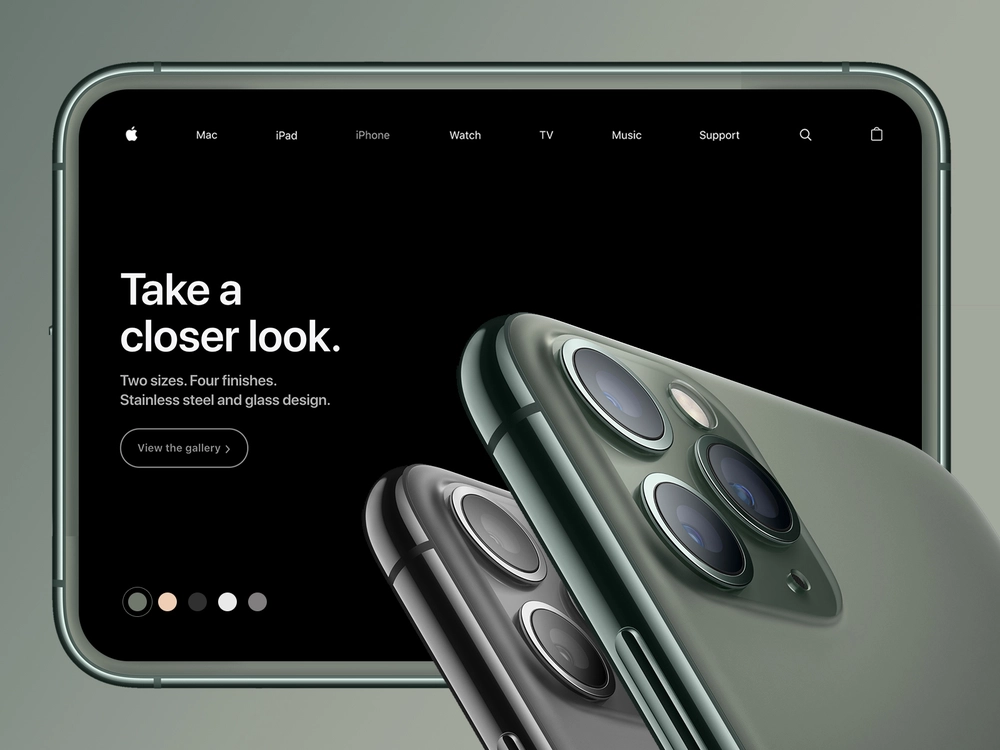 Mac
iPad
iPhone
Watch
TV
Music
Support
Take a
closer look.
Two sizes. Four finishes.
Stainless steel and glass design.
View the gallery